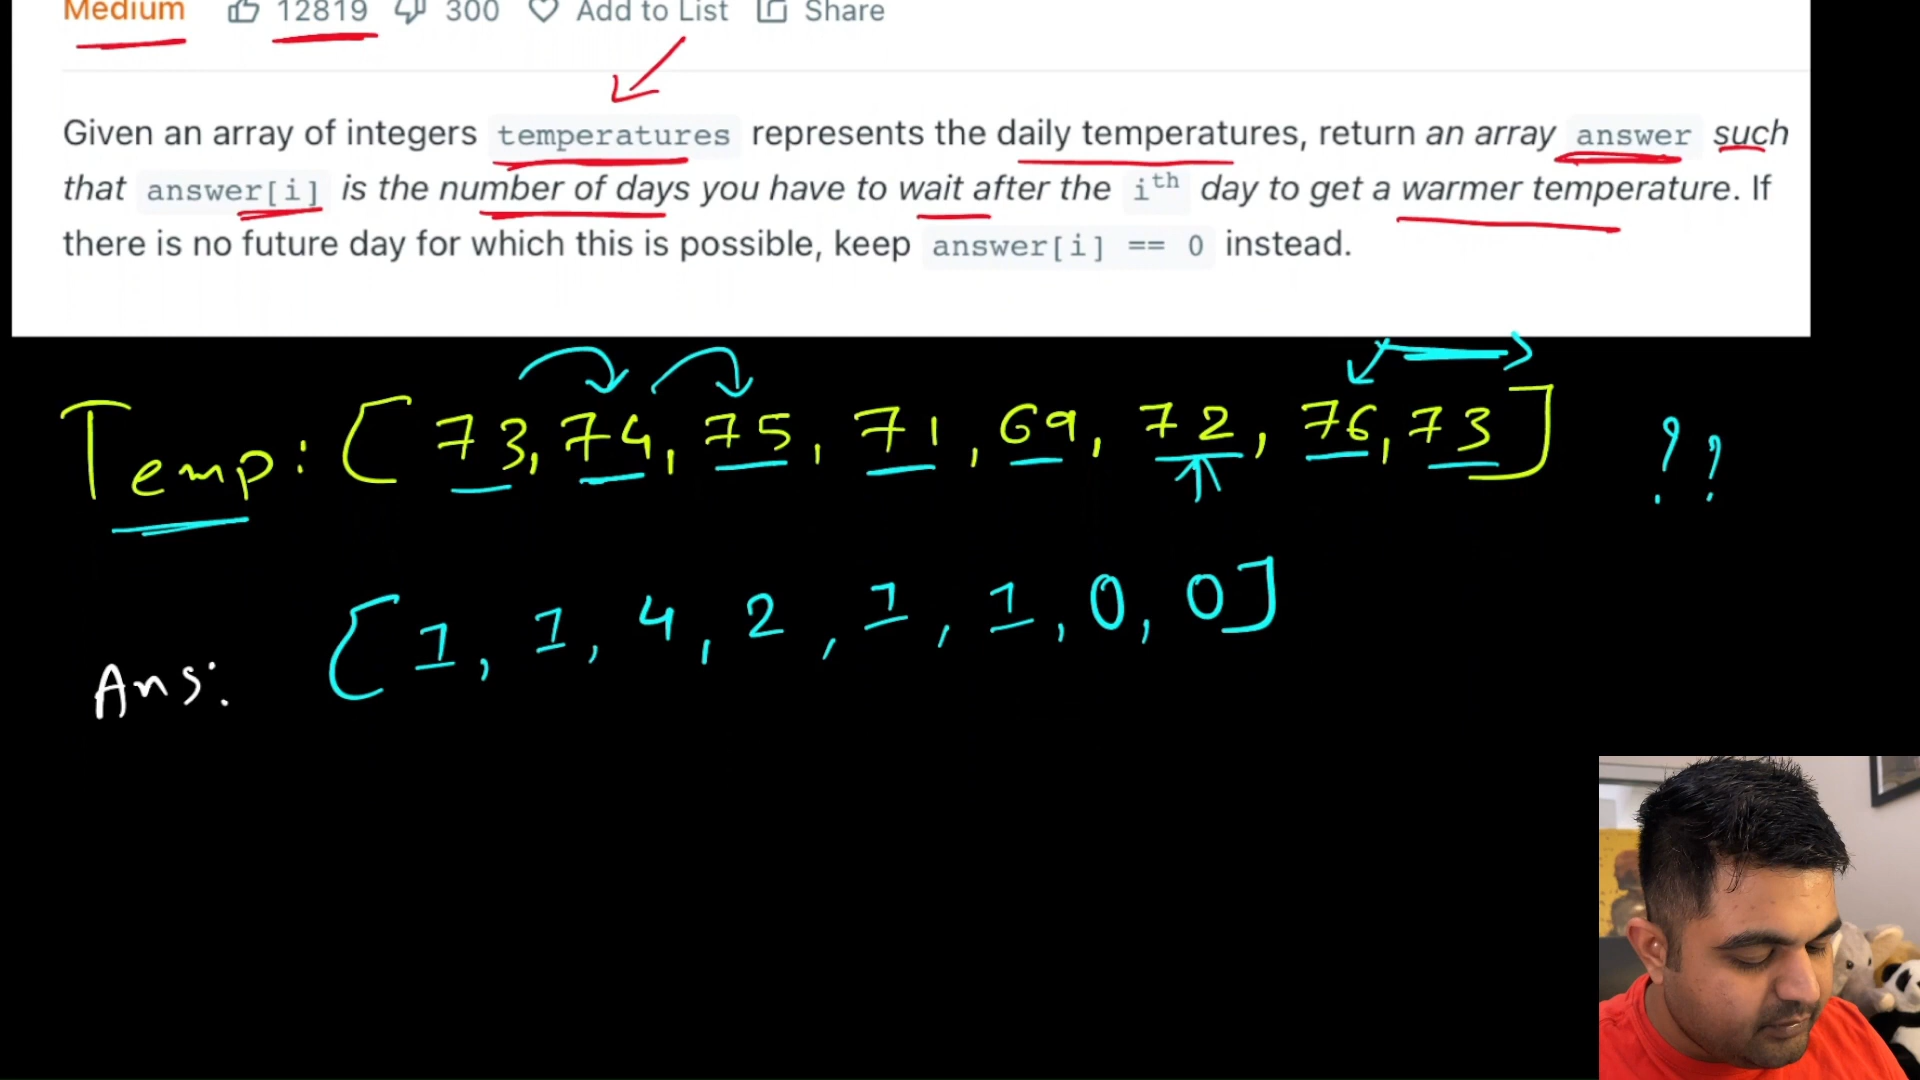 Medium 12819 300 Add to List Share
Given an array of integers temperatures represents the daily temperatures, return an array answer such
that answer[i] is the number of days you have to wait after the ith day to get a warmer temperature. If
there is no future day for which this is possible, keep answer[i] == 0 instead.
Temp: [73, 74, 75, 71, 69, 72, 76, 73] ??
Ans: [1, 1, 4, 2, 1, 1, 0, 0]